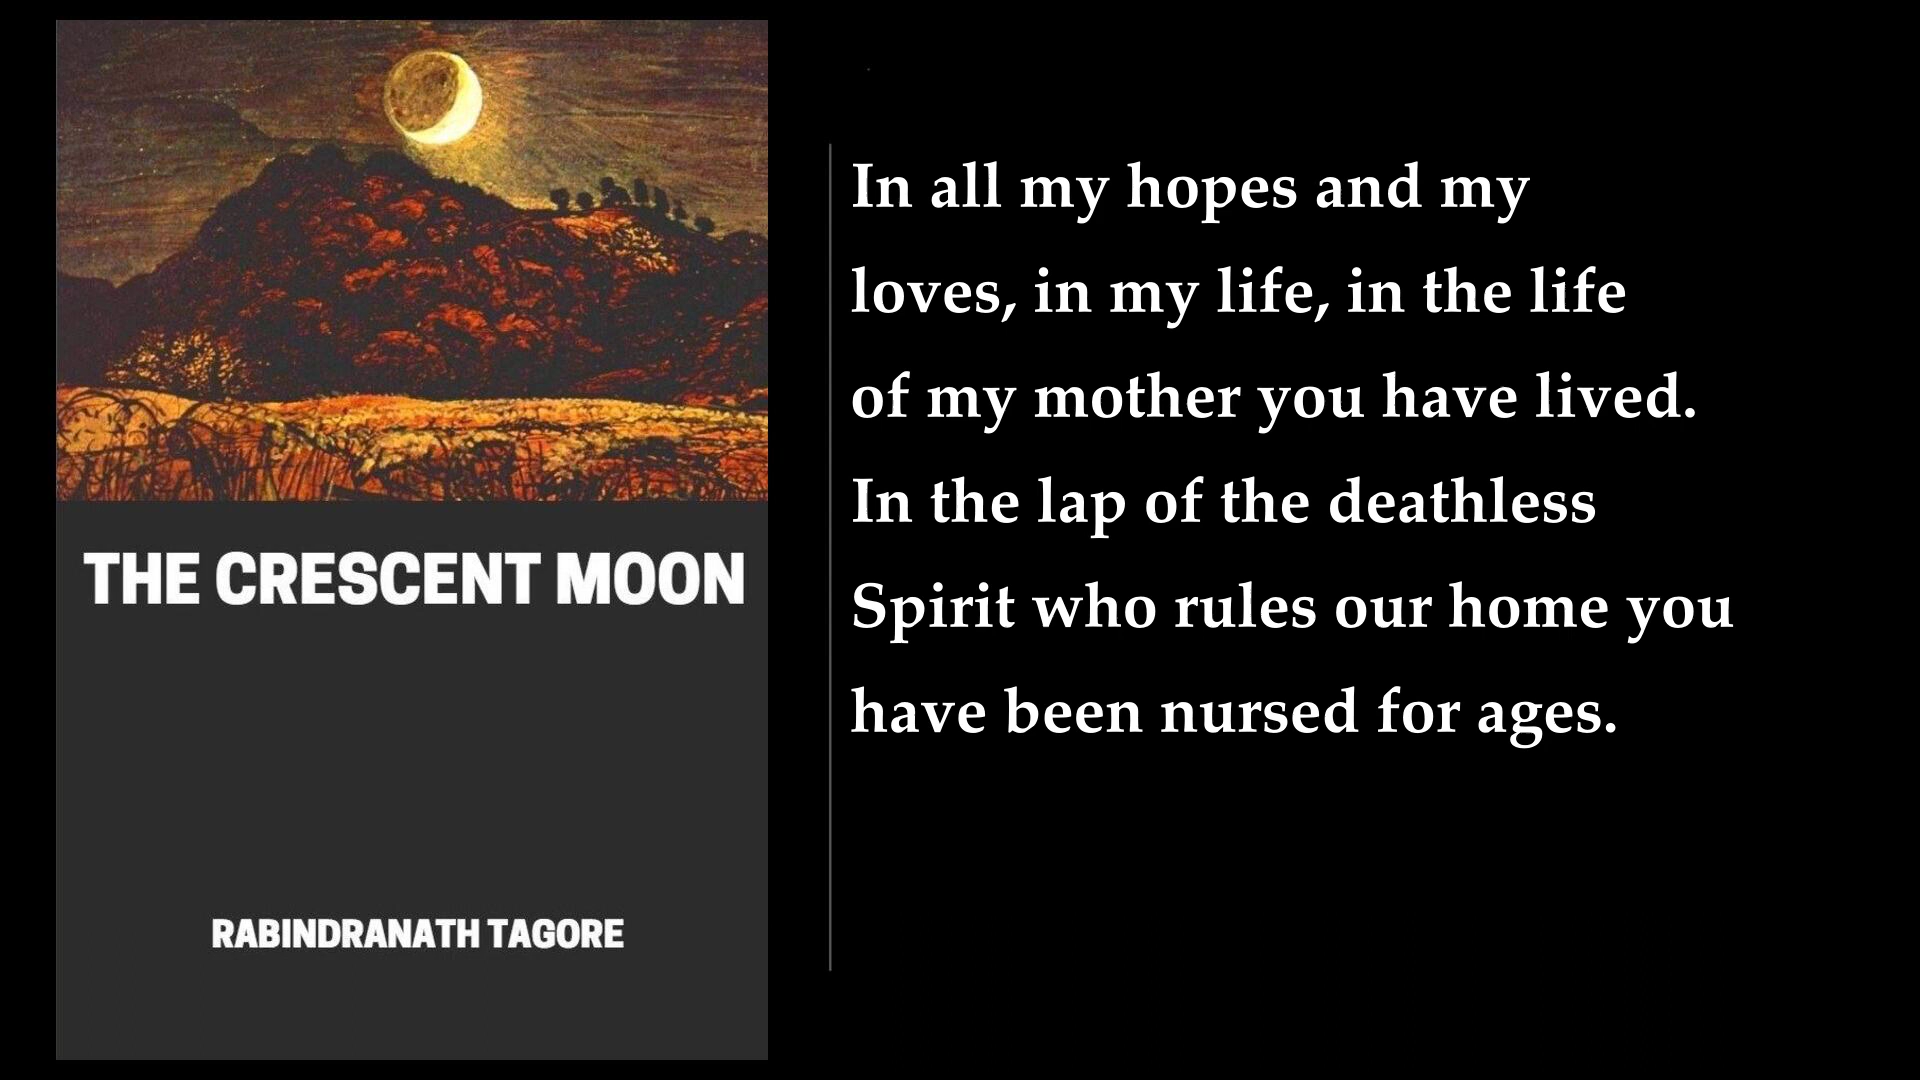 THE CRESCENT MOON
RABINDRANATH TAGORE
In all my hopes and my
loves, in my life, in the life
of my mother you have lived.
In the lap of the deathless
Spirit who rules our home you
have been nursed for ages.